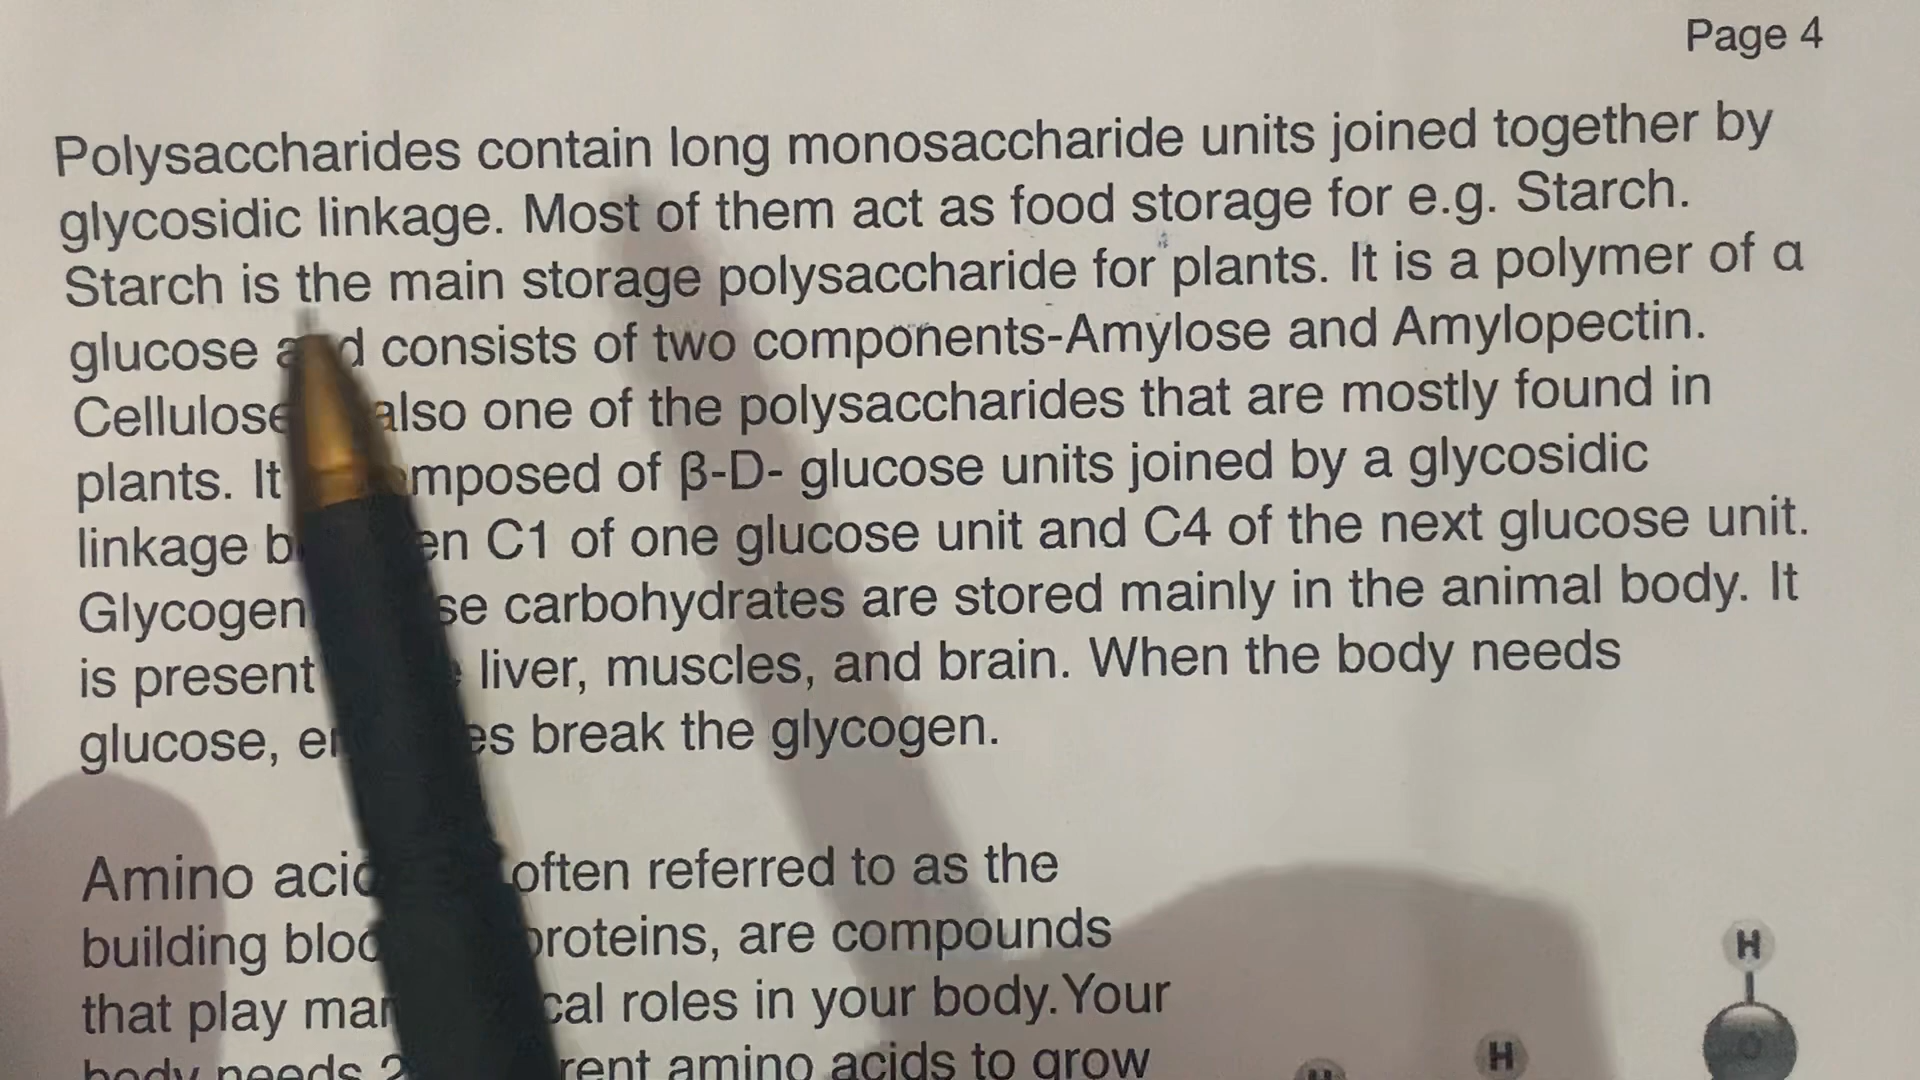 Page 4
Polysaccharides contain long monosaccharide units joined together by
glycosidic linkage. Most of them act as food storage for e.g. Starch.
Starch is the main storage polysaccharide for plants. It is a polymer of α
glucose and consists of two components-Amylose and Amylopectin.
Cellulose also one of the polysaccharides that are mostly found in
plants. It composed of β-D- glucose units joined by a glycosidic
linkage between C1 of one glucose unit and C4 of the next glucose unit.
Glycogen carbohydrates are stored mainly in the animal body. It
is present liver, muscles, and brain. When the body needs
glucose, enzymes break the glycogen.
Amino acids often referred to as the
building blocks proteins, are compounds
that play roles in your body.Your
body needs amino acids to grow
H
H
H
O